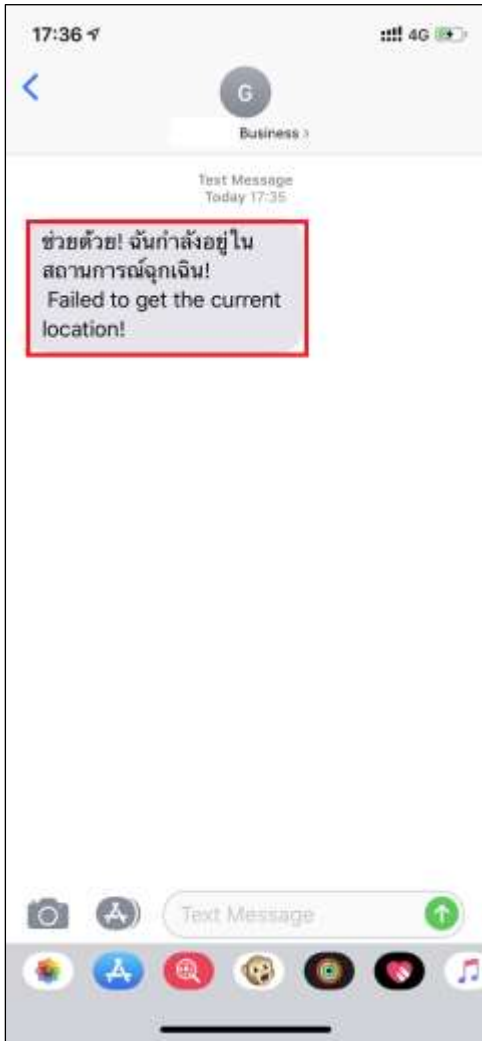 17:36
4G
G
Business >
Text Message
Today 17:35
ช่วยด้วย! ฉันกำลังอยู่ใน
สถานการณ์ฉุกเฉิน!
Failed to get the current
location!
Text Message